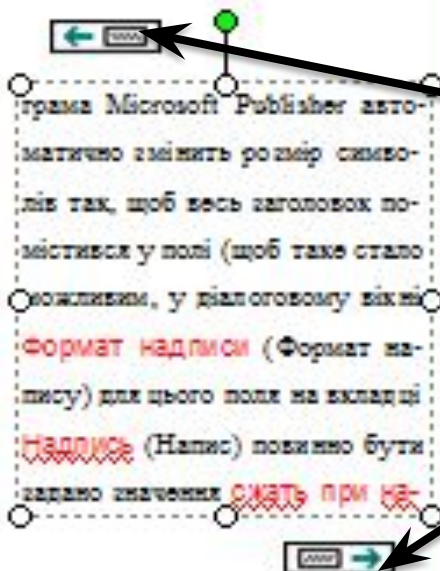 грама Microsoft Publisher авто-
матично змінить розмір симво-
лів так, щоб весь заголовок по-
містився у полі (щоб таке стало
можливим, у діалоговому вікні
Формат надписи (Формат на-
пису) для цього поля на вкладці
Надпись (Напис) повинно бути
задано значення сжать при на-